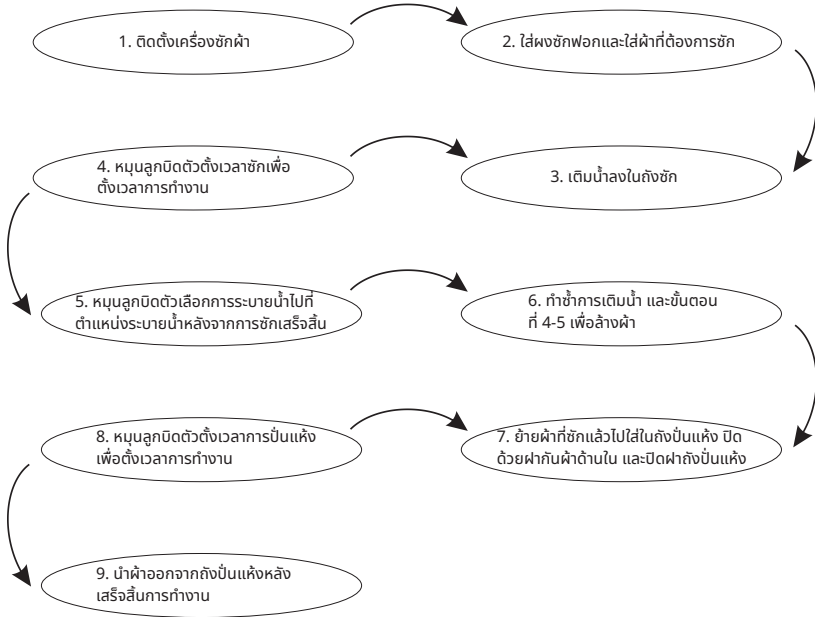 1. ติดตั้งเครื่องซักผ้า
2. ใส่ผงซักฟอกและใส่ผ้าที่ต้องการซัก
3. เติมน้ำลงในถังซัก
4. หมุนลูกบิดตัวตั้งเวลาซักเพื่อ
ตั้งเวลาการทำงาน
5. หมุนลูกบิดตัวเลือกการระบายน้ำไปที่
ตำแหน่งระบายน้ำหลังจากการซักเสร็จสิ้น
6. ทำซ้ำการเติมน้ำ และขั้นตอน
ที่ 4-5 เพื่อล้างผ้า
7. ย้ายผ้าที่ซักแล้วไปใส่ในถังปั่นแห้ง ปิด
ด้วยฝากันผ้าด้านใน และปิดฝาถังปั่นแห้ง
8. หมุนลูกบิดตัวตั้งเวลาการปั่นแห้ง
เพื่อตั้งเวลาการทำงาน
9. นำผ้าออกจากถังปั่นแห้งหลัง
เสร็จสิ้นการทำงาน